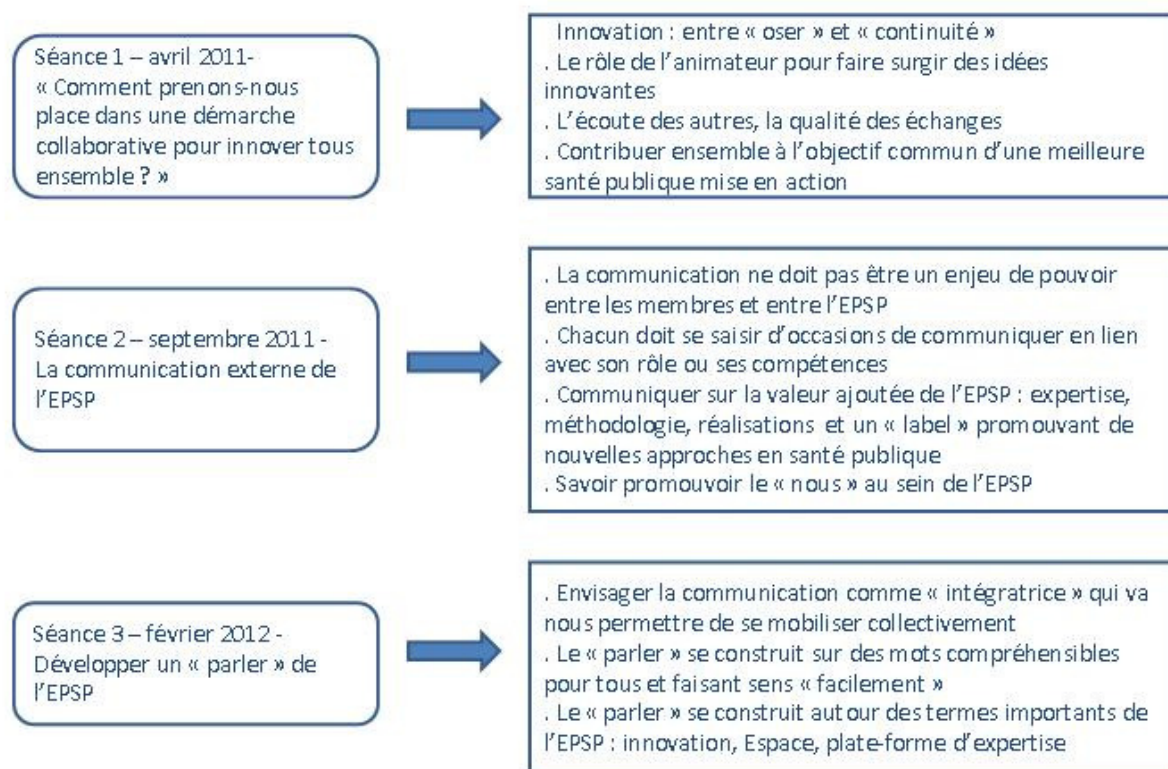 Séance 1 – avril 2011-
« Comment prenons-nous
place dans une démarche
collaborative pour innover tous
ensemble ? »
Innovation : entre « oser » et « continuité »
. Le rôle de l'animateur pour faire surgir des idées
innovantes
. L'écoute des autres, la qualité des échanges
. Contribuer ensemble à l'objectif commun d'une meilleure
santé publique mise en action
Séance 2 – septembre 2011 -
La communication externe de
l'EPSP
. La communication ne doit pas être un enjeu de pouvoir
entre les membres et entre l'EPSP
. Chacun doit se saisir d'occasions de communiquer en lien
avec son rôle ou ses compétences
. Communiquer sur la valeur ajoutée de l'EPSP : expertise,
méthodologie, réalisations et un « label » promouvant de
nouvelles approches en santé publique
. Savoir promouvoir le « nous » au sein de l'EPSP
Séance 3 – février 2012 -
Développer un « parler » de
l'EPSP
. Envisager la communication comme « intégratrice » qui va
nous permettre de se mobiliser collectivement
. Le « parler » se construit sur des mots compréhensibles
pour tous et faisant sens « facilement »
. Le « parler » se construit autour des termes importants de
l'EPSP : innovation, Espace, plate-forme d'expertise